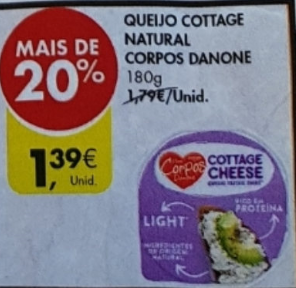 QUEIJO COTTAGE
NATURAL
CORPOS DANONE
180g
1,79€/Unid.
MAIS DE
20%
1,39€
Unid.
Corpos
Danone
COTTAGE
CHEESE
RICO EM
PROTEÍNA
LIGHT
INGREDIENTES
DE ORIGEM
NATURAL